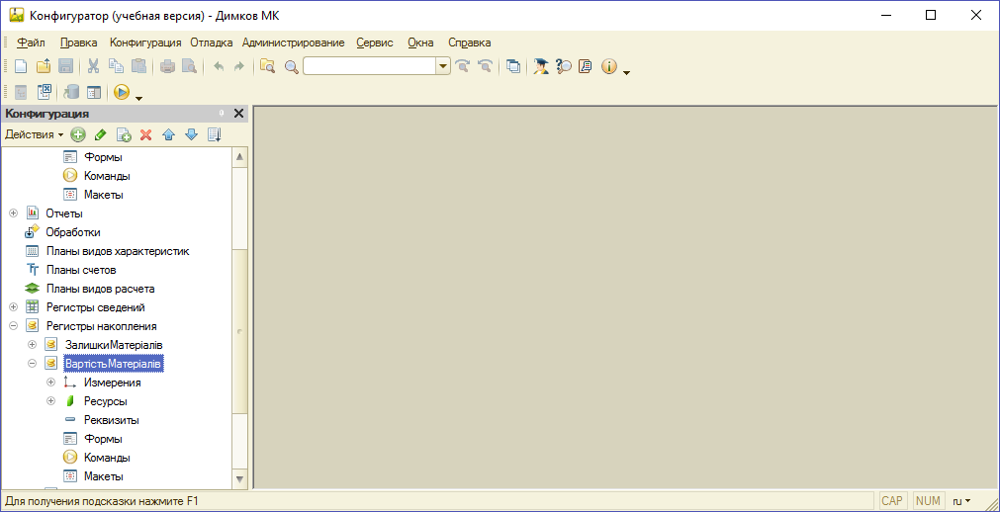 Конфигуратор (учебная версия) - Димков МК
Файл Правка Конфигурация Отладка Администрирование Сервис Окна Справка
Конфигурация
Действия
Формы
Команды
Макеты
Отчеты
Обработки
Планы видов характеристик
Планы счетов
Планы видов расчета
Регистры сведений
Регистры накопления
ЗалишкиМатеріалів
ВартістьМатеріалів
Измерения
Ресурсы
Реквизиты
Формы
Команды
Макеты
Для получения подсказки нажмите F1 CAP NUM ru